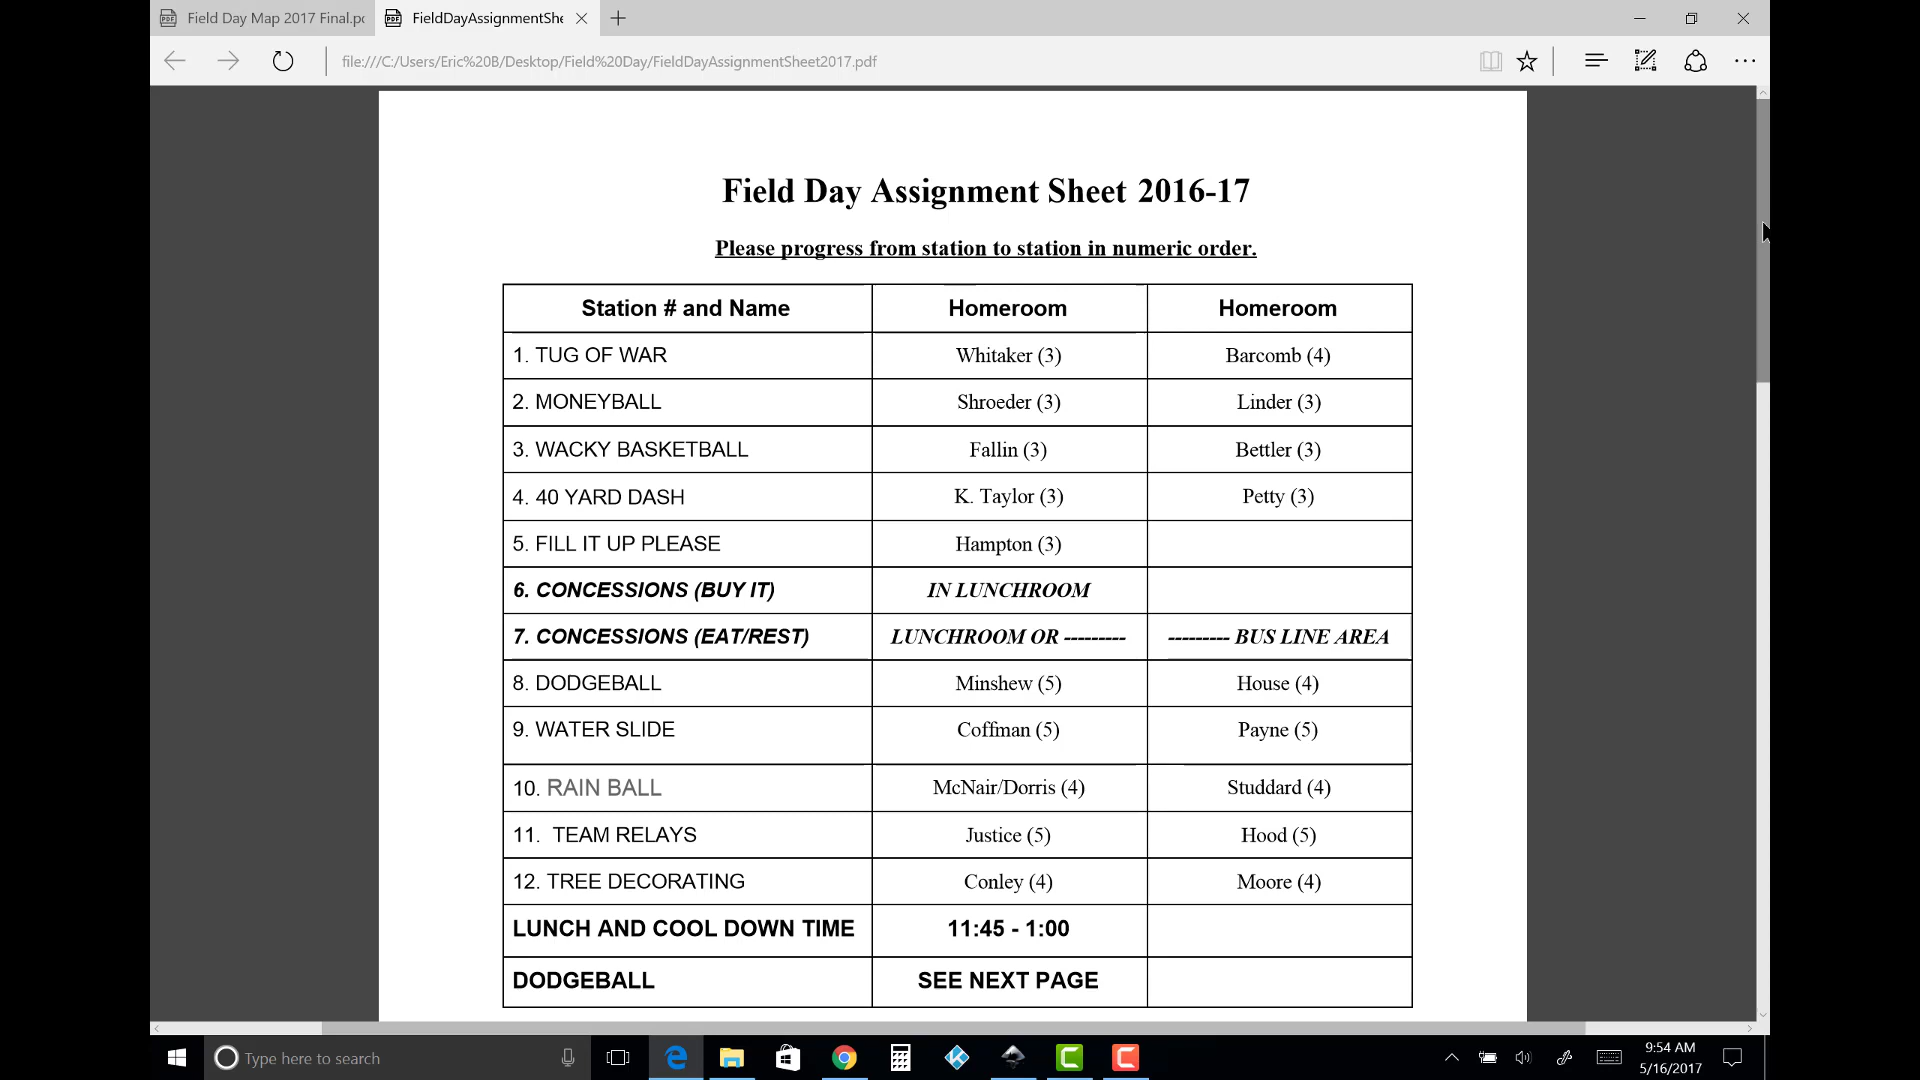 Field Day Map 2017 Final.pc
FieldDayAssignmentShe
file:///C:/Users/Eric%20B/Desktop/Field%20Day/FieldDayAssignmentSheet2017.pdf
Field Day Assignment Sheet 2016-17
Please progress from station to station in numeric order.
Station # and Name Homeroom Homeroom
1. TUG OF WAR Whitaker (3) Barcomb (4)
2. MONEYBALL Shroeder (3) Linder (3)
3. WACKY BASKETBALL Fallin (3) Bettler (3)
4. 40 YARD DASH K. Taylor (3) Petty (3)
5. FILL IT UP PLEASE Hampton (3)
6. CONCESSIONS (BUY IT) IN LUNCHROOM
7. CONCESSIONS (EAT/REST) LUNCHROOM OR --------- --------- BUS LINE AREA
8. DODGEBALL Minshew (5) House (4)
9. WATER SLIDE Coffman (5) Payne (5)
10. RAIN BALL McNair/Dorris (4) Studdard (4)
11. TEAM RELAYS Justice (5) Hood (5)
12. TREE DECORATING Conley (4) Moore (4)
LUNCH AND COOL DOWN TIME 11:45 - 1:00
DODGEBALL SEE NEXT PAGE
Type here to search
9:54 AM
5/16/2017